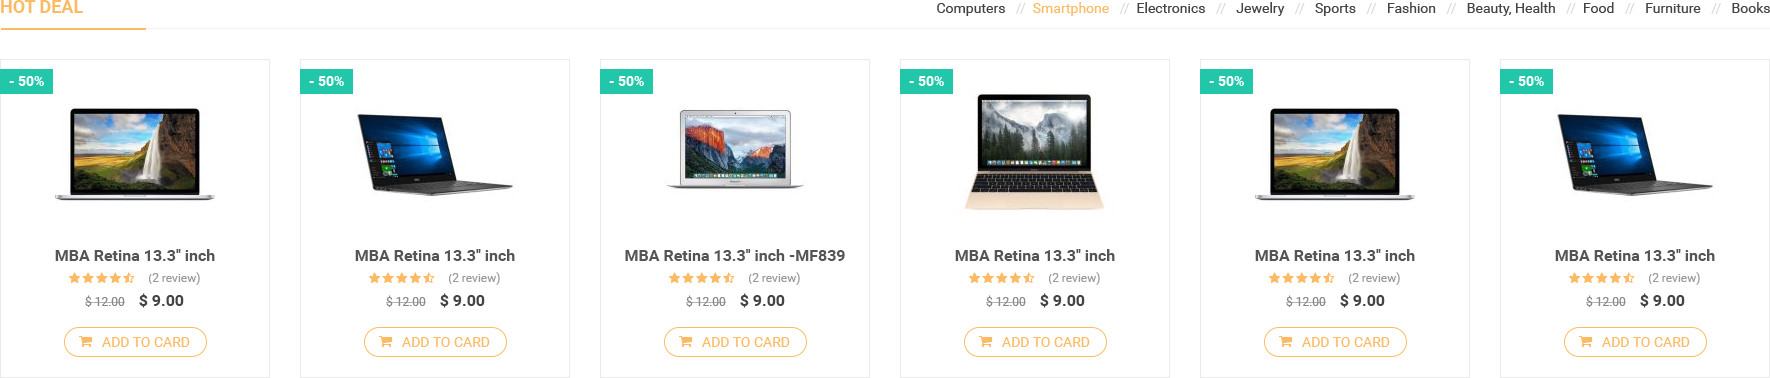 HOT DEAL
Computers // Smartphone // Electronics // Jewelry // Sports // Fashion // Beauty, Health // Food // Furniture // Books
- 50%
MBA Retina 13.3" inch
(2 review)
$ 12.00 $ 9.00
ADD TO CARD
- 50%
MBA Retina 13.3" inch
(2 review)
$ 12.00 $ 9.00
ADD TO CARD
- 50%
MBA Retina 13.3" inch -MF839
(2 review)
$ 12.00 $ 9.00
ADD TO CARD
- 50%
MBA Retina 13.3" inch
(2 review)
$ 12.00 $ 9.00
ADD TO CARD
- 50%
MBA Retina 13.3" inch
(2 review)
$ 12.00 $ 9.00
ADD TO CARD
- 50%
MBA Retina 13.3" inch
(2 review)
$ 12.00 $ 9.00
ADD TO CARD